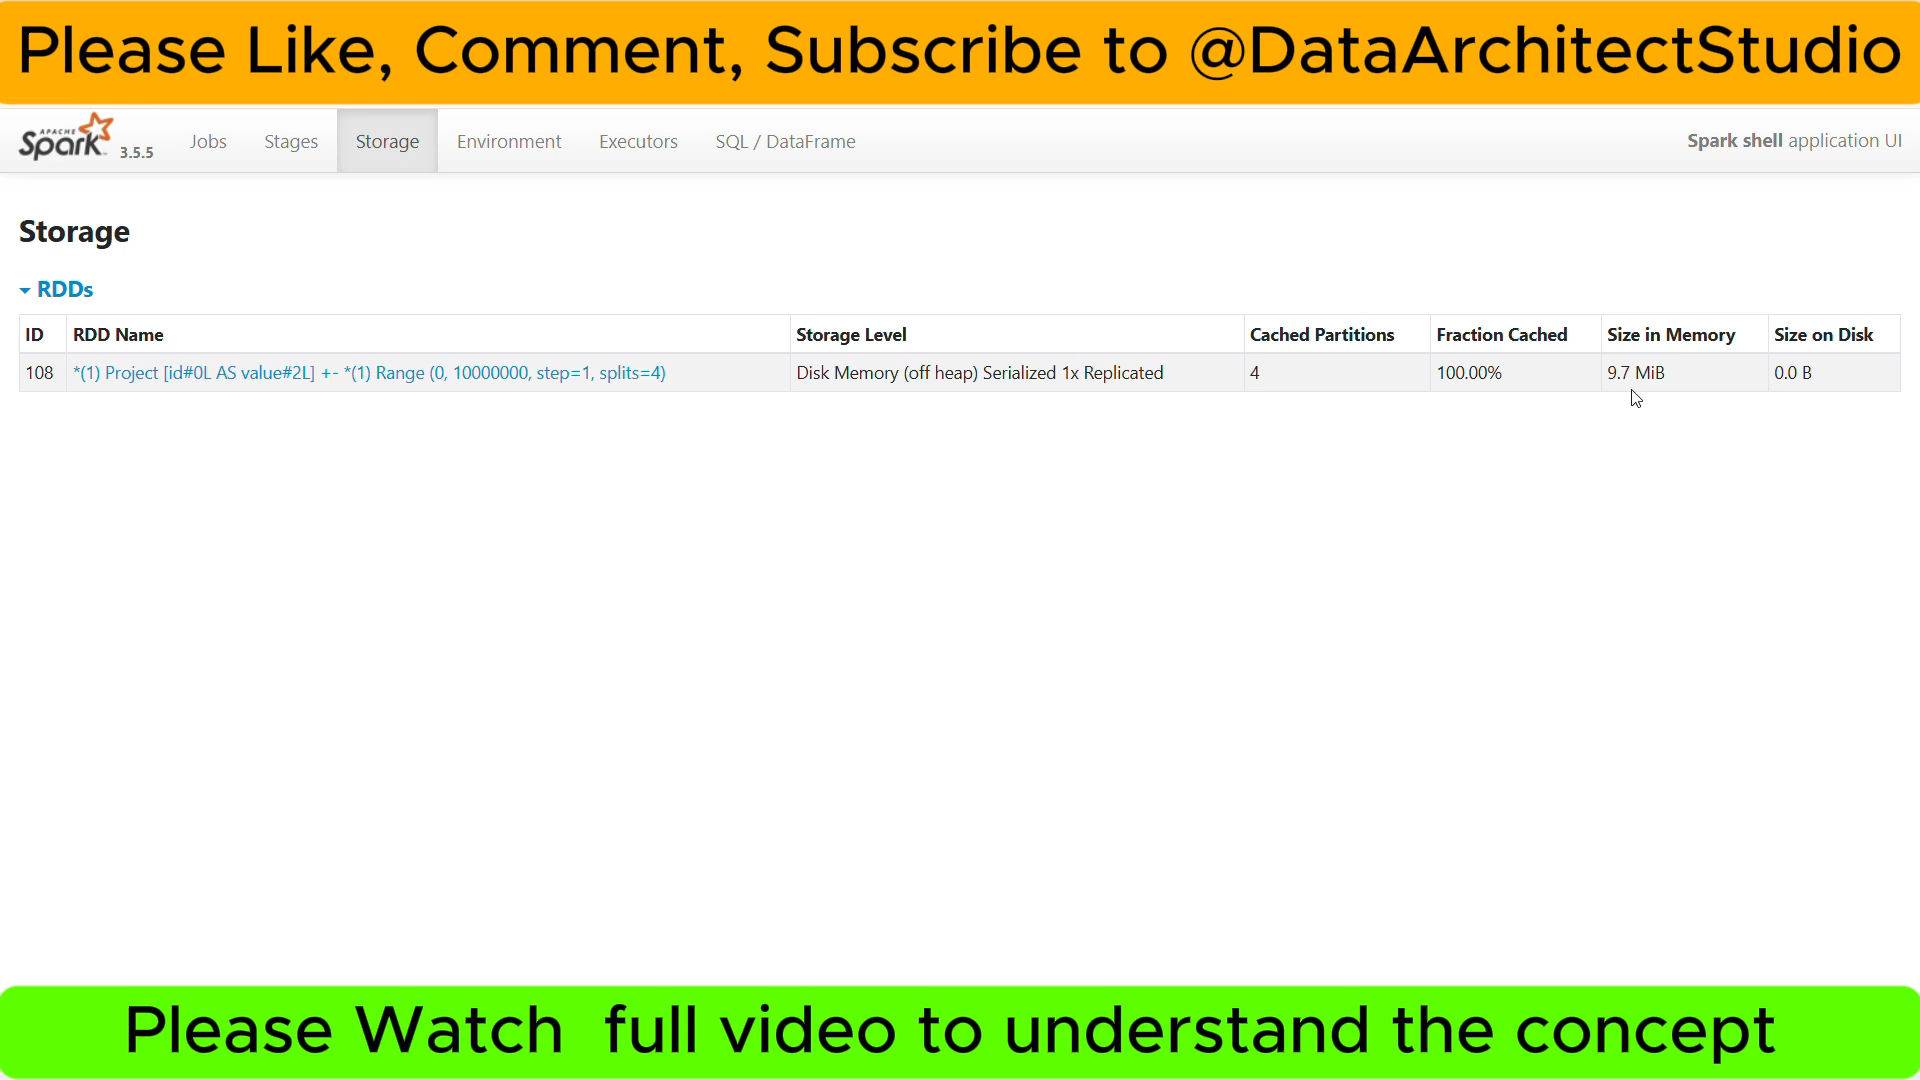 Please Like, Comment, Subscribe to @DataArchitectStudio
APACHE Spark 3.5.5 Jobs Stages Storage Environment Executors SQL / DataFrame Spark shell application UI
Storage
RDDs
ID RDD Name Storage Level Cached Partitions Fraction Cached Size in Memory Size on Disk
108 *(1) Project [id#0L AS value#2L] +- *(1) Range (0, 10000000, step=1, splits=4) Disk Memory (off heap) Serialized 1x Replicated 4 100.00% 9.7 MiB 0.0 B
Please Watch full video to understand the concept